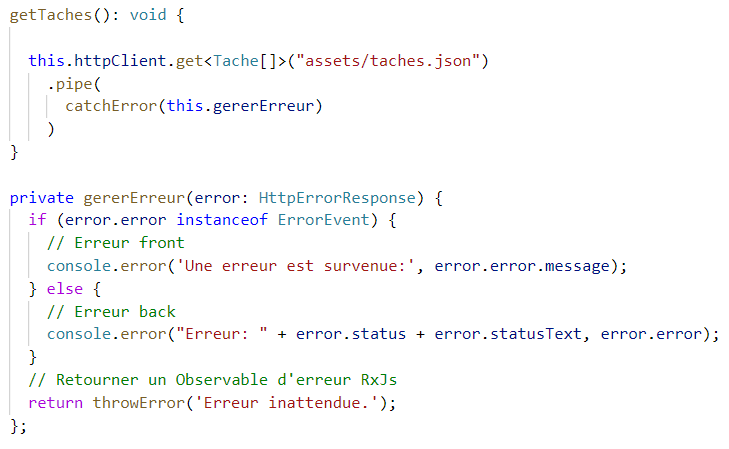 getTaches(): void {
this.httpClient.get<Tache[]>("assets/taches.json")
.pipe(
catchError(this.gererErreur)
)
}
private gererErreur(error: HttpErrorResponse) {
if (error.error instanceof ErrorEvent) {
// Erreur front
console.error('Une erreur est survenue:', error.error.message);
} else {
// Erreur back
console.error("Erreur: " + error.status + error.statusText, error.error);
}
// Retourner un Observable d'erreur RxJs
return throwError('Erreur inattendue.');
};